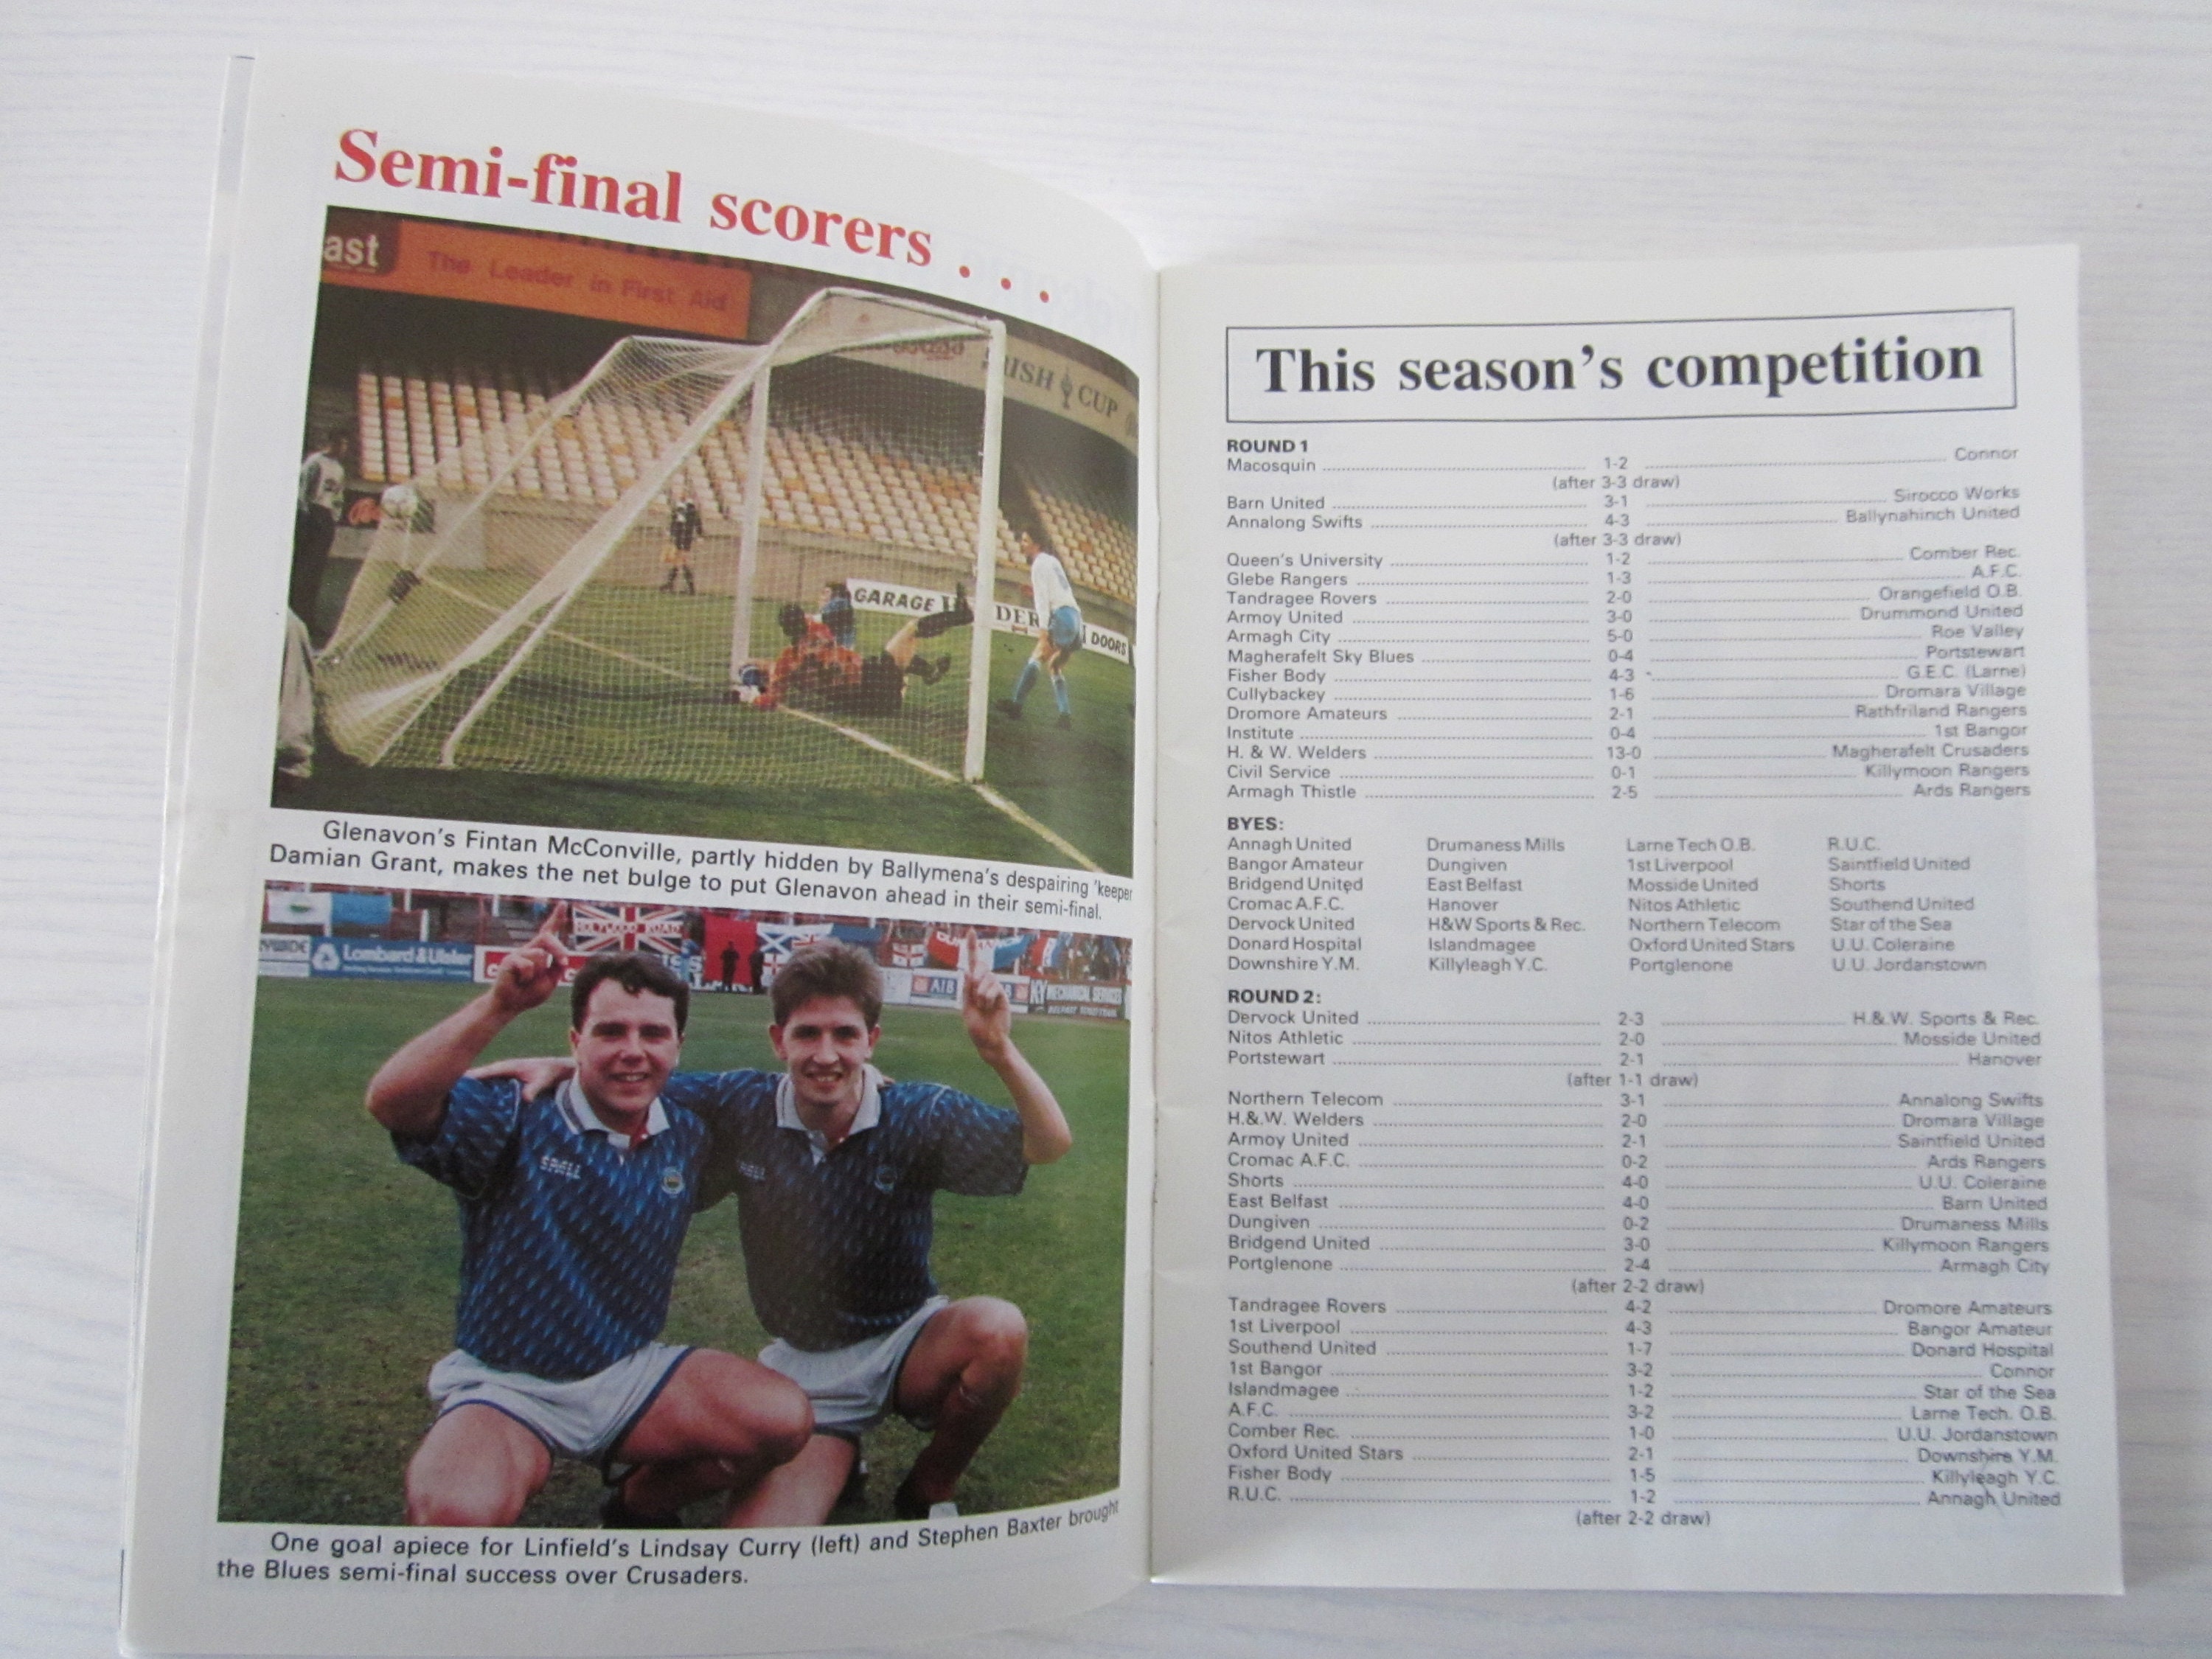 Semi-final scorers . . .
ast
The Leader in First Aid
IRISH CUP
GARAGE
DOORS
Glenavon's Fintan McConville, partly hidden by Ballymena's despairing 'keeper
Damian Grant, makes the net bulge to put Glenavon ahead in their semi-final.
HOLYWOOD ROAD
Lombard & Ulster
AIB
KY MECHANICAL SERVICES
SPALL
One goal apiece for Linfield's Lindsay Curry (left) and Stephen Baxter brought
the Blues semi-final success over Crusaders.
This season's competition
ROUND 1
Macosquin 1-2 Connor
(after 3-3 draw)
Barn United 3-1 Sirocco Works
Annalong Swifts 4-3 Ballynahinch United
(after 3-3 draw)
Queen's University 1-2 Comber Rec.
Glebe Rangers 1-3 A.F.C.
Tandragee Rovers 2-0 Orangefield O.B.
Armoy United 3-0 Drummond United
Armagh City 5-0 Roe Valley
Magherafelt Sky Blues 0-4 Portstewart
Fisher Body 4-3 G.E.C. (Larne)
Cullybackey 1-6 Dromara Village
Dromore Amateurs 2-1 Rathfriland Rangers
Institute 0-4 1st Bangor
H. & W. Welders 13-0 Magherafelt Crusaders
Civil Service 0-1 Killymoon Rangers
Armagh Thistle 2-5 Ards Rangers
BYES:
Annagh United Drumaness Mills Larne Tech O.B. R.U.C.
Bangor Amateur Dungiven 1st Liverpool Saintfield United
Bridgend United East Belfast Mosside United Shorts
Cromac A.F.C. Hanover Nitos Athletic Southend United
Dervock United H&W Sports & Rec. Northern Telecom Star of the Sea
Donard Hospital Islandmagee Oxford United Stars U.U. Coleraine
Downshire Y.M. Killyleagh Y.C. Portglenone U.U. Jordanstown
ROUND 2:
Dervock United 2-3 H.&.W. Sports & Rec.
Nitos Athletic 2-0 Mosside United
Portstewart 2-1 Hanover
(after 1-1 draw)
Northern Telecom 3-1 Annalong Swifts
H.&.W. Welders 2-0 Dromara Village
Armoy United 2-1 Saintfield United
Cromac A.F.C. 0-2 Ards Rangers
Shorts 4-0 U.U. Coleraine
East Belfast 4-0 Barn United
Dungiven 0-2 Drumaness Mills
Bridgend United 3-0 Killymoon Rangers
Portglenone 2-4 Armagh City
(after 2-2 draw)
Tandragee Rovers 4-2 Dromore Amateurs
1st Liverpool 4-3 Bangor Amateur
Southend United 1-7 Donard Hospital
1st Bangor 3-2 Connor
Islandmagee 1-2 Star of the Sea
A.F.C. 3-2 Larne Tech. O.B.
Comber Rec. 1-0 U.U. Jordanstown
Oxford United Stars 2-1 Downshire Y.M.
Fisher Body 1-5 Killyleagh Y.C.
R.U.C. 1-2 Annagh United
(after 2-2 draw)